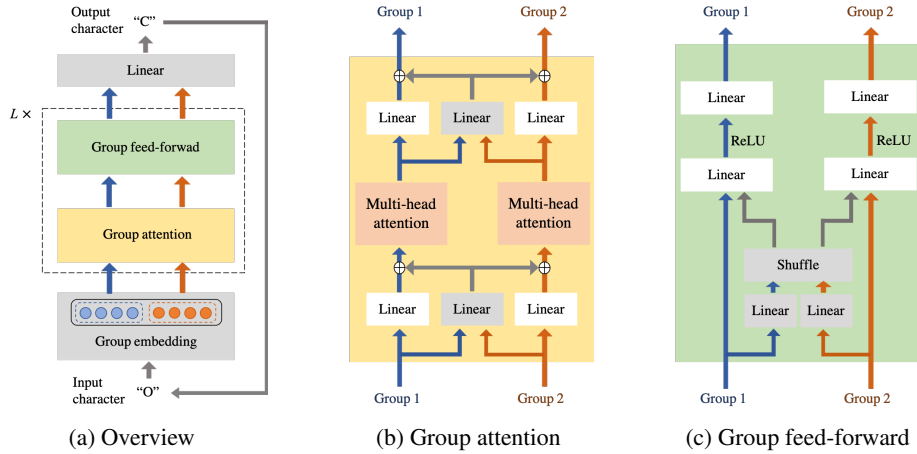 Output
character
“C”
Linear
L ×
Group feed-forwad
Group attention
Group embedding
Input
character
“O”
(a) Overview
Group 1
Group 2
Linear
Linear
Linear
Multi-head
attention
Multi-head
attention
Linear
Linear
Linear
Group 1
Group 2
(b) Group attention
Group 1
Group 2
Linear
Linear
ReLU
ReLU
Linear
Linear
Shuffle
Linear
Linear
Group 1
Group 2
(c) Group feed-forward